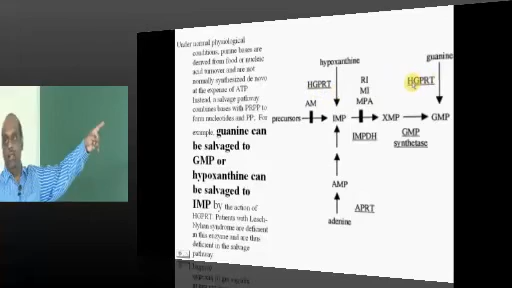 Under normal physiological
conditions, purine bases are
derived from food or nucleic
acid turnover and are not
normally synthesized de novo
at the expense of ATP
Instead, a salvage pathway
combines bases with PRPP to
form nucleotides and PPi. For
example, guanine can
be salvaged to
GMP or
hypoxanthine can
be salvaged to
IMP by the action of
HGPRT. Patients with Lesch-
Nyhan syndrome are deficient
in this enzyme and are thus
deficient in the salvage
pathway
hypoxanthine
guanine
HGPRT
RI
MI
MPA
HGPRT
AM
precursors
IMP
XMP
GMP
IMPDH
GMP
synthetase
AMP
APRT
adenine